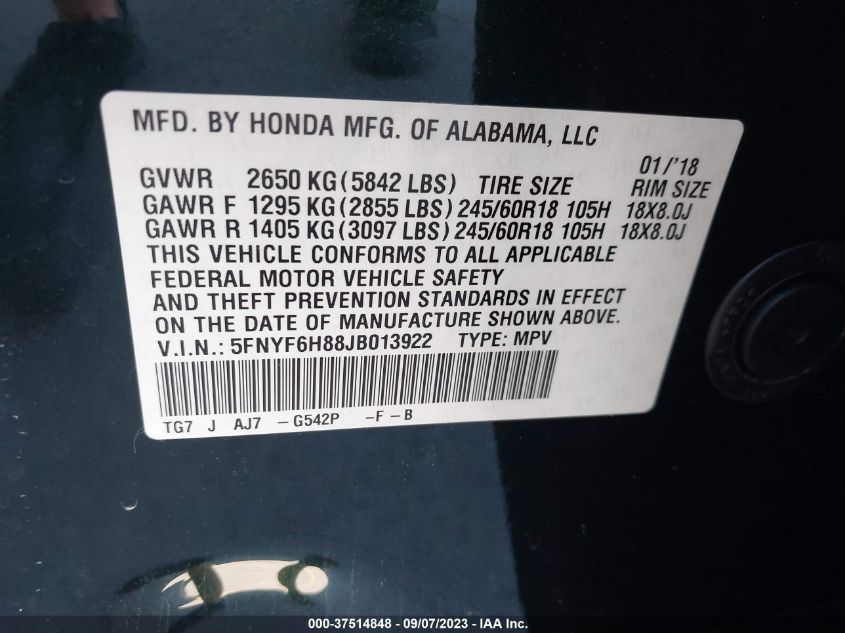 MFD. BY HONDA MFG. OF ALABAMA, LLC
01/'18
GVWR 2650 KG (5842 LBS) TIRE SIZE RIM SIZE
GAWR F 1295 KG (2855 LBS) 245/60R18 105H 18X8.0J
GAWR R 1405 KG (3097 LBS) 245/60R18 105H 18X8.0J
THIS VEHICLE CONFORMS TO ALL APPLICABLE
FEDERAL MOTOR VEHICLE SAFETY
AND THEFT PREVENTION STANDARDS IN EFFECT
ON THE DATE OF MANUFACTURE SHOWN ABOVE.
V.I.N.: 5FNYF6H88JB013922 TYPE: MPV
TG7 J AJ7 -G542P -F-B
000-37514848 - 09/07/2023 - IAA Inc.